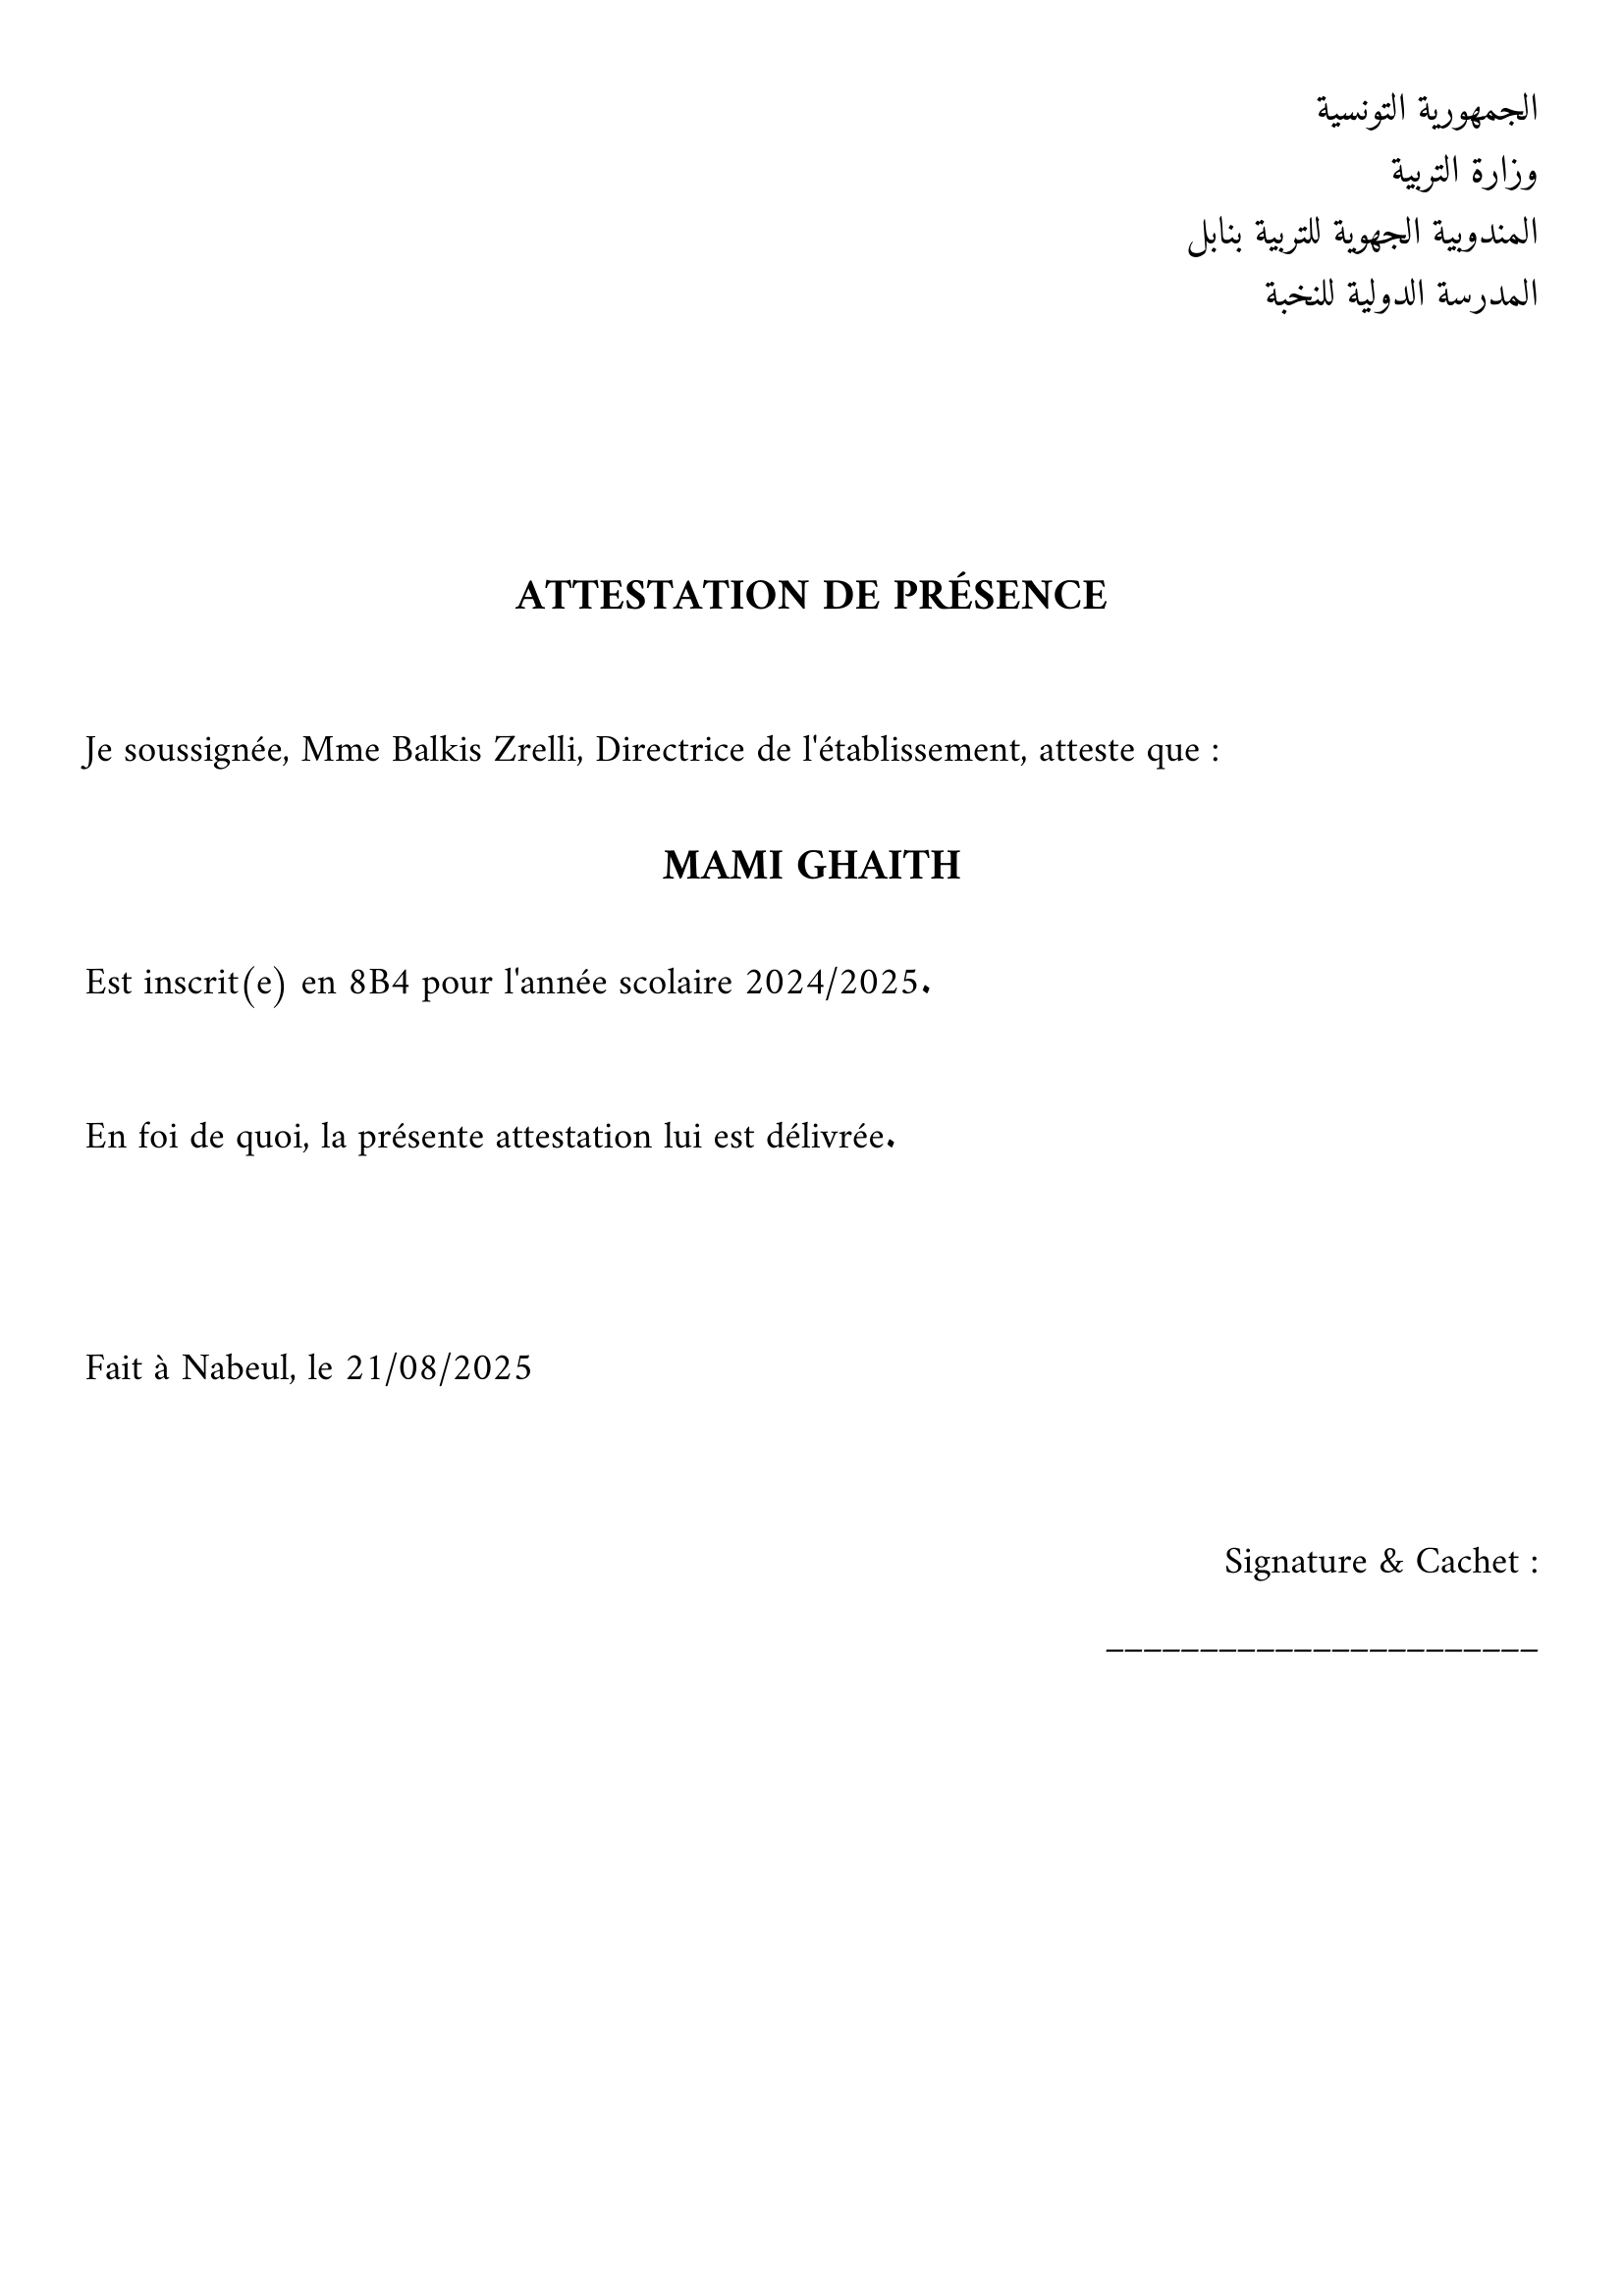 الجمهورية التونسية
وزارة التربية
المندوبية الجهوية للتربية بنابل
المدرسة الدولية للنخبة
ATTESTATION DE PRÉSENCE
Je soussignée, Mme Balkis Zrelli, Directrice de l'établissement, atteste que :
MAMI GHAITH
Est inscrit(e) en 8B4 pour l'année scolaire 2024/2025.
En foi de quoi, la présente attestation lui est délivrée.
Fait à Nabeul, le 21/08/2025
Signature & Cachet :
_______________________